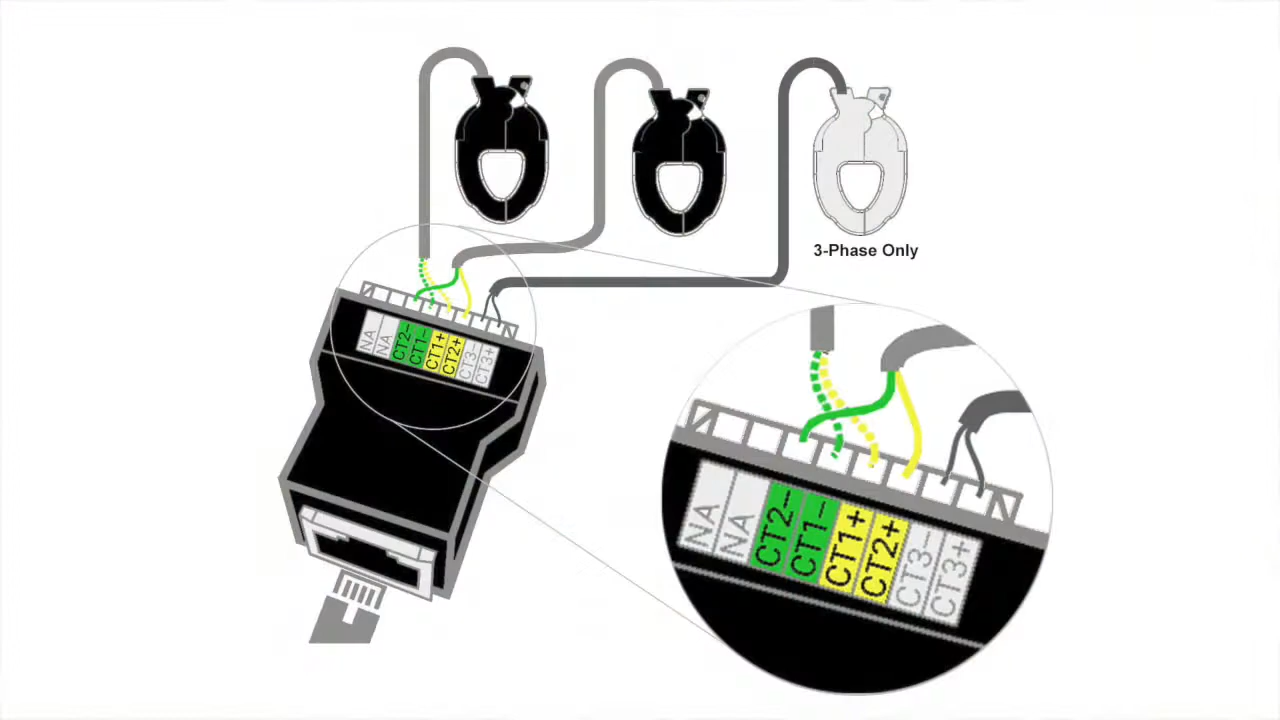 3-Phase Only
NA
NA
CT2–
CT1–
CT1+
CT2+
CT3–
CT3+
NA
NA
CT2–
CT1–
CT1+
CT2+
CT3–
CT3+